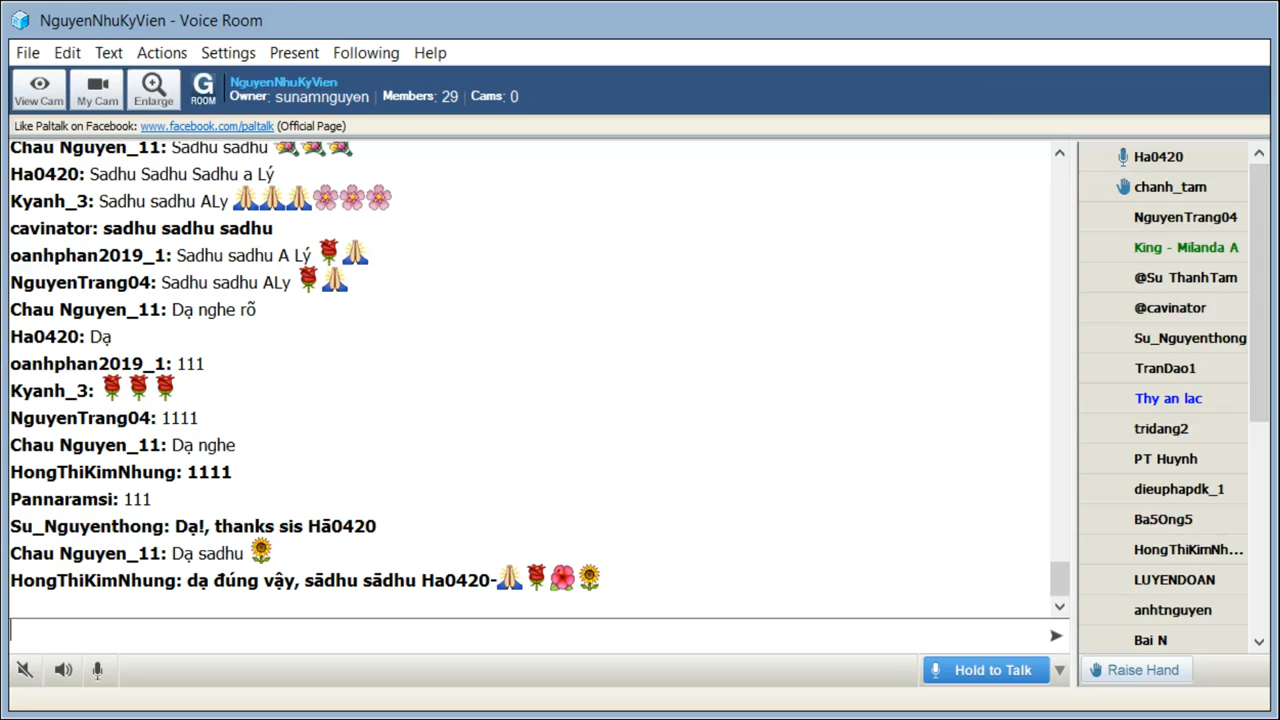 NguyenNhuKyVien - Voice Room
File Edit Text Actions Settings Present Following Help
View Cam My Cam Enlarge G ROOM
NguyenNhuKyVien
Owner: sunamnguyen Members: 29 Cams: 0
Like Paltalk on Facebook: www.facebook.com/paltalk (Official Page)
Chau Nguyen_11: Sadhu sadhu
Ha0420: Sadhu Sadhu Sadhu a Lý
Kyanh_3: Sadhu sadhu ALy
cavinator: sadhu sadhu sadhu
oanhphan2019_1: Sadhu sadhu A Lý
NguyenTrang04: Sadhu sadhu ALy
Chau Nguyen_11: Dạ nghe rõ
Ha0420: Dạ
oanhphan2019_1: 111
Kyanh_3:
NguyenTrang04: 1111
Chau Nguyen_11: Dạ nghe
HongThiKimNhung: 1111
Pannaramsi: 111
Su_Nguyenthong: Dạ!, thanks sis Hā0420
Chau Nguyen_11: Dạ sadhu
HongThiKimNhung: dạ đúng vậy, sādhu sādhu Ha0420-
Ha0420
chanh_tam
NguyenTrang04
King - Milanda A
@Su ThanhTam
@cavinator
Su_Nguyenthong
TranDao1
Thy an lac
tridang2
PT Huynh
dieuphapdk_1
Ba5Ong5
HongThiKimNh...
LUYENDOAN
anhtnguyen
Bai N
Hold to Talk
Raise Hand